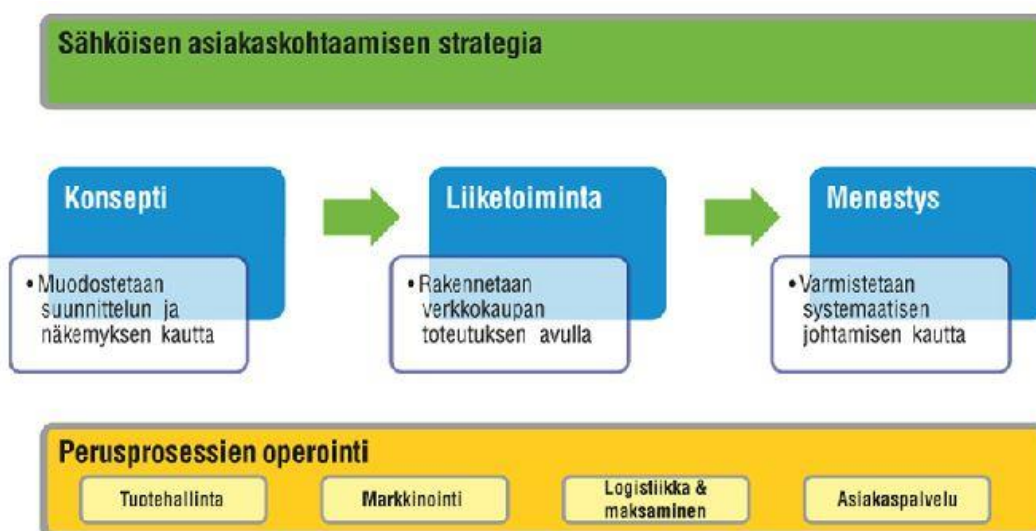 Sähköisen asiakaskohtaamisen strategia
Konsepti
• Muodostetaan
suunnittelun ja
näkemyksen kautta
Liiketoiminta
• Rakennetaan
verkkokaupan
toteutuksen avulla
Menestys
• Varmistetaan
systemaattisen
johtamisen kautta
Perusprosessien operointi
Tuotehallinta
Markkinointi
Logistiikka &
maksaminen
Asiakaspalvelu